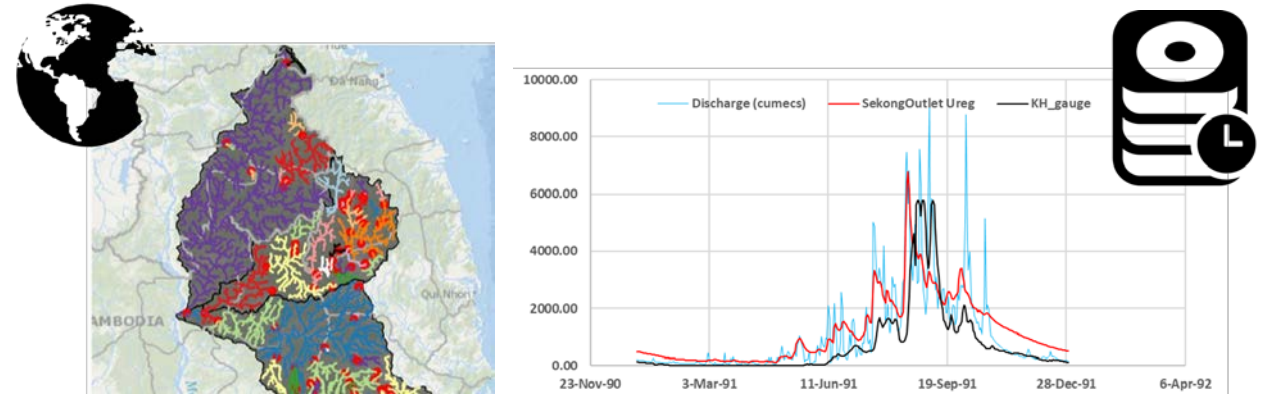 Hue
Da Nang
AMBODIA
Qui Nhon
10000.00
Discharge (cumecs) SekongOutlet Ureg KH_gauge
8000.00
6000.00
4000.00
2000.00
0.00
23-Nov-90 3-Mar-91 11-Jun-91 19-Sep-91 28-Dec-91 6-Apr-92